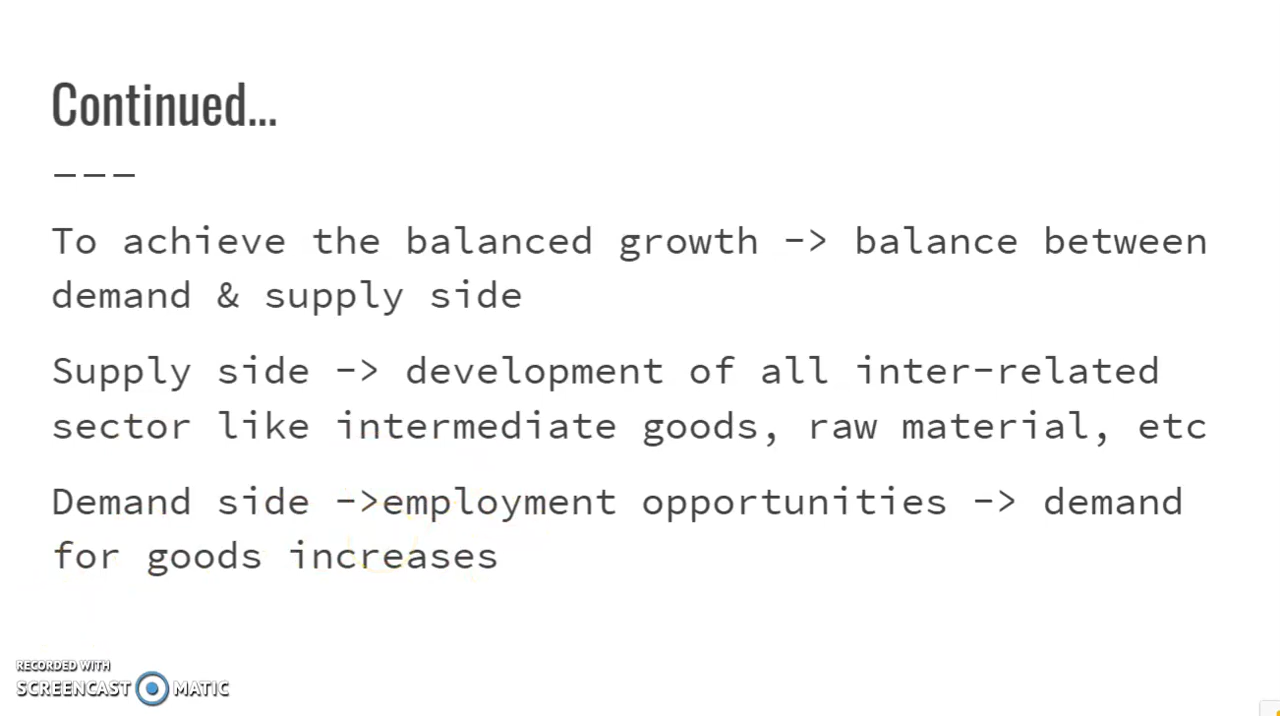 Continued...
---
To achieve the balanced growth -> balance between
demand & supply side
Supply side -> development of all inter-related
sector like intermediate goods, raw material, etc
Demand side ->employment opportunities -> demand
for goods increases
RECORDED WITH
SCREENCAST MATIC